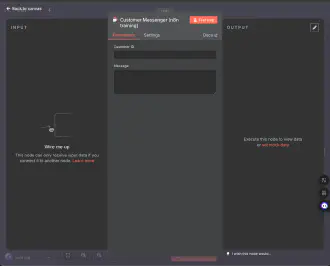 Back to canvas
INPUT
Customer Messenger (n8n
training)
OUTPUT
Parameters
Settings
Docs
Customer ID
Message
Wire me up
This node can only receive input data if you
connect it to another node. Learn more
Execute this node to view data
or set mock data
I wish this node would...